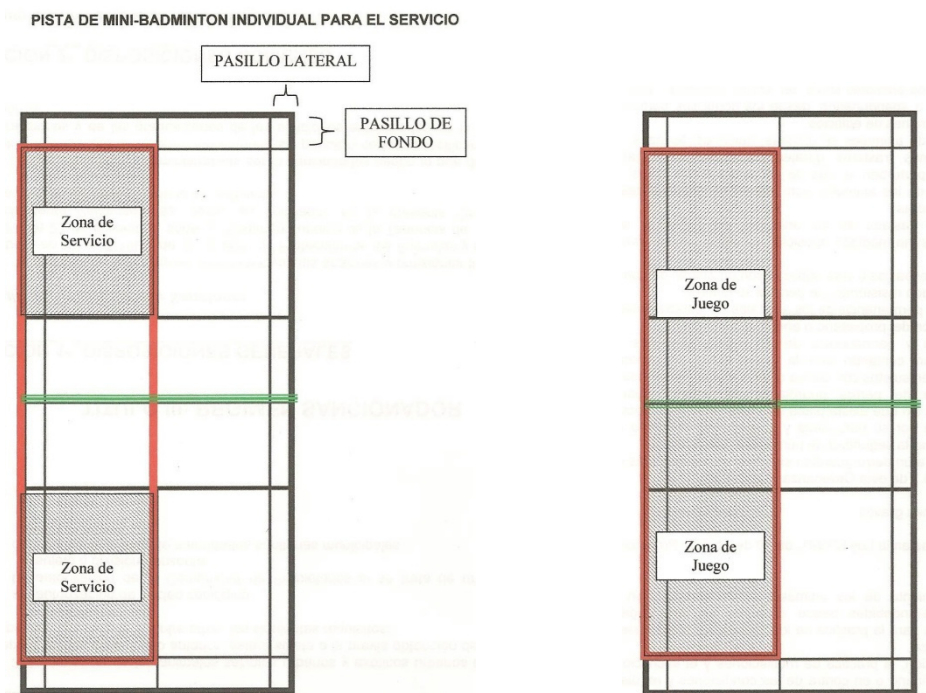 PISTA DE MINI-BADMINTON INDIVIDUAL PARA EL SERVICIO
PASILLO LATERAL
PASILLO DE
FONDO
Zona de
Servicio
Zona de
Servicio
Zona de
Juego
Zona de
Juego